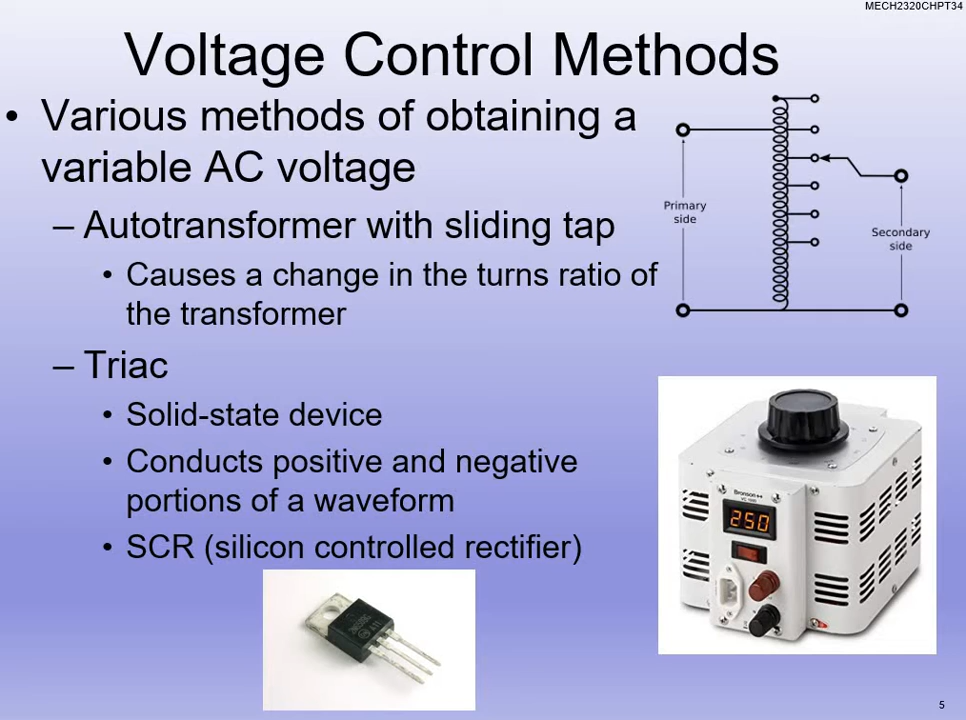 MECH2320CHPT34
Voltage Control Methods
• Various methods of obtaining a
variable AC voltage
– Autotransformer with sliding tap
• Causes a change in the turns ratio of
the transformer
– Triac
• Solid-state device
• Conducts positive and negative
portions of a waveform
• SCR (silicon controlled rectifier)
Primary
side
Secondary
side
Bronson++
250
5